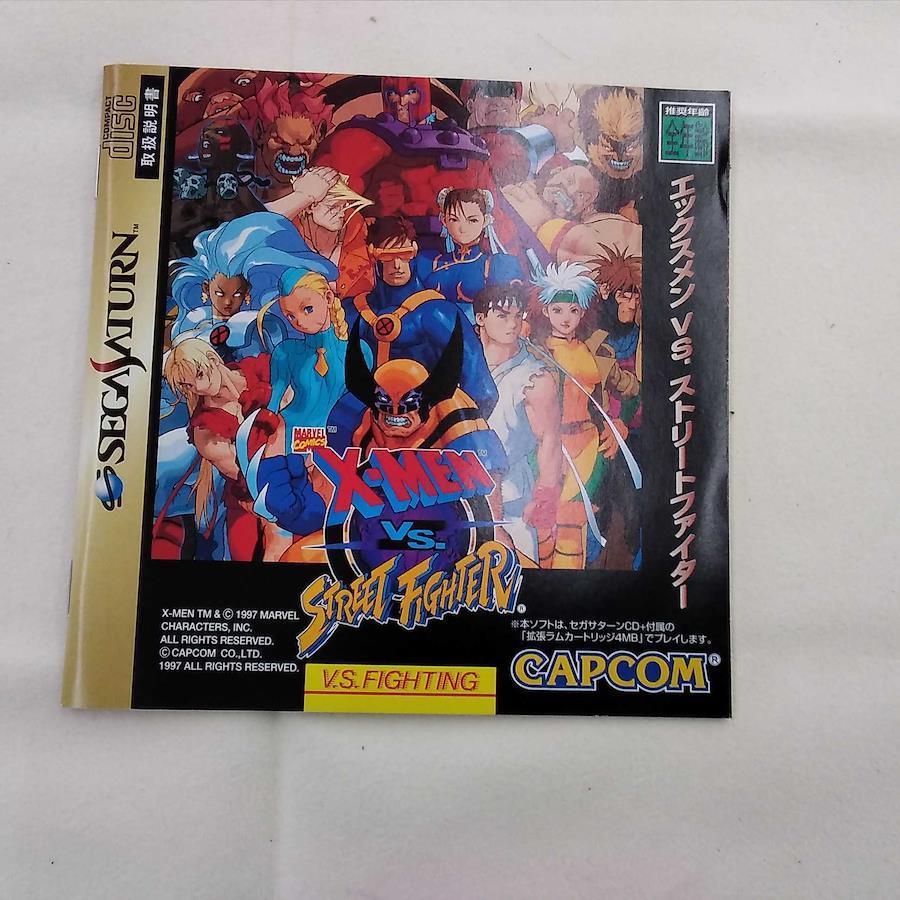 COMPACT
disc
取扱説明書
SEGA SATURN™
推奨年齢
全年齢
エックスメン VS. ストリートファイター
MARVEL
COMICS™
X-MEN™
VS.
STREET FIGHTER®
X-MEN TM & © 1997 MARVEL
CHARACTERS, INC.
ALL RIGHTS RESERVED.
©CAPCOM CO.,LTD.
1997 ALL RIGHTS RESERVED.
V.S.FIGHTING
※本ソフトは、セガサターンCD+付属の
「拡張ラムカートリッジ4MB」でプレイします。
CAPCOM®